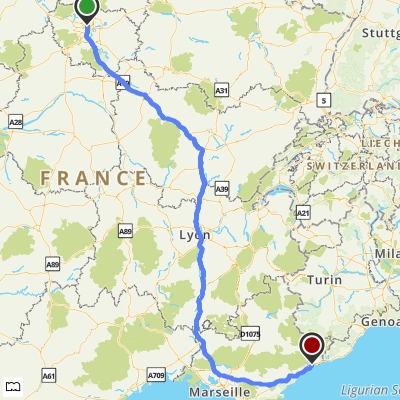 Stuttg
A19
A31
5
A28
LIECH
FRANCE
SWITZERLAN
A39
A21
A89
Lyon
Mila
A89
Turin
Genoa
D1075
A61
A709
Marseille
Ligurian S